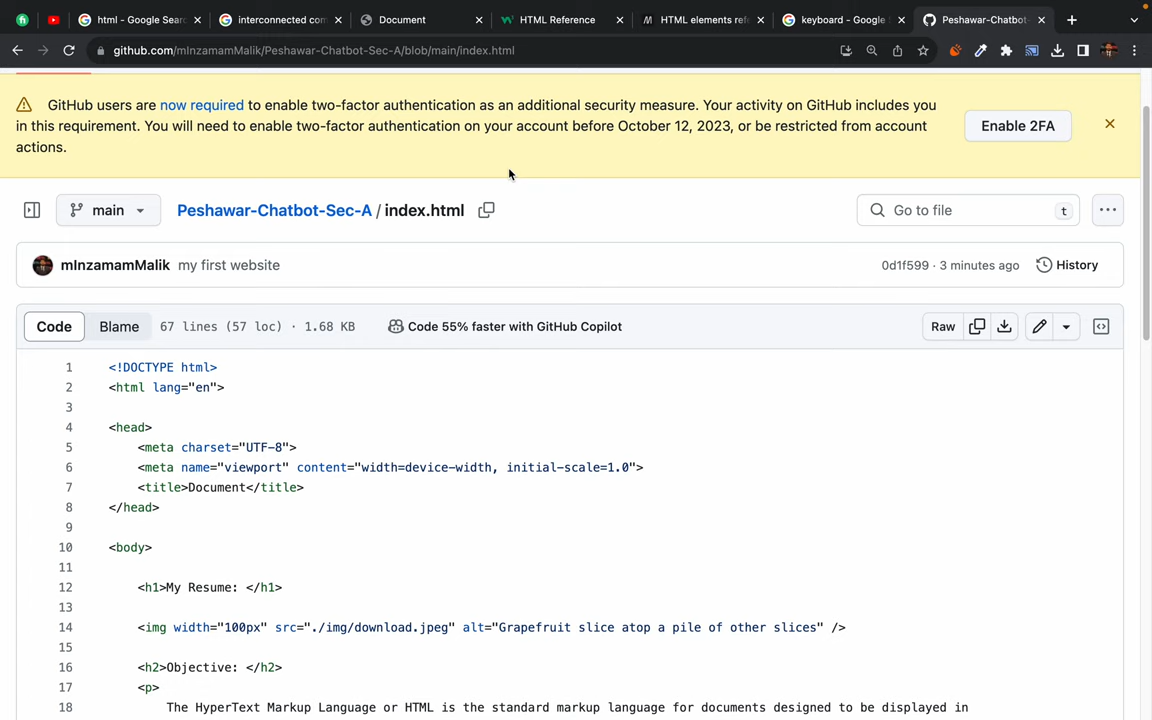 html - Google Sear
interconnected com
Document
HTML Reference
HTML elements refe
keyboard - Google
Peshawar-Chatbot-
github.com/mInzamamMalik/Peshawar-Chatbot-Sec-A/blob/main/index.html
GitHub users are now required to enable two-factor authentication as an additional security measure. Your activity on GitHub includes you
in this requirement. You will need to enable two-factor authentication on your account before October 12, 2023, or be restricted from account
actions.
Enable 2FA
main
Peshawar-Chatbot-Sec-A / index.html
Go to file
t
mInzamamMalik my first website
0d1f599 · 3 minutes ago
History
Code
Blame
67 lines (57 loc) · 1.68 KB
Code 55% faster with GitHub Copilot
Raw
1 <!DOCTYPE html>
2 <html lang="en">
3
4 <head>
5 <meta charset="UTF-8">
6 <meta name="viewport" content="width=device-width, initial-scale=1.0">
7 <title>Document</title>
8 </head>
9
10 <body>
11
12 <h1>My Resume: </h1>
13
14 <img width="100px" src="./img/download.jpeg" alt="Grapefruit slice atop a pile of other slices" />
15
16 <h2>Objective: </h2>
17 <p>
18 The HyperText Markup Language or HTML is the standard markup language for documents designed to be displayed in